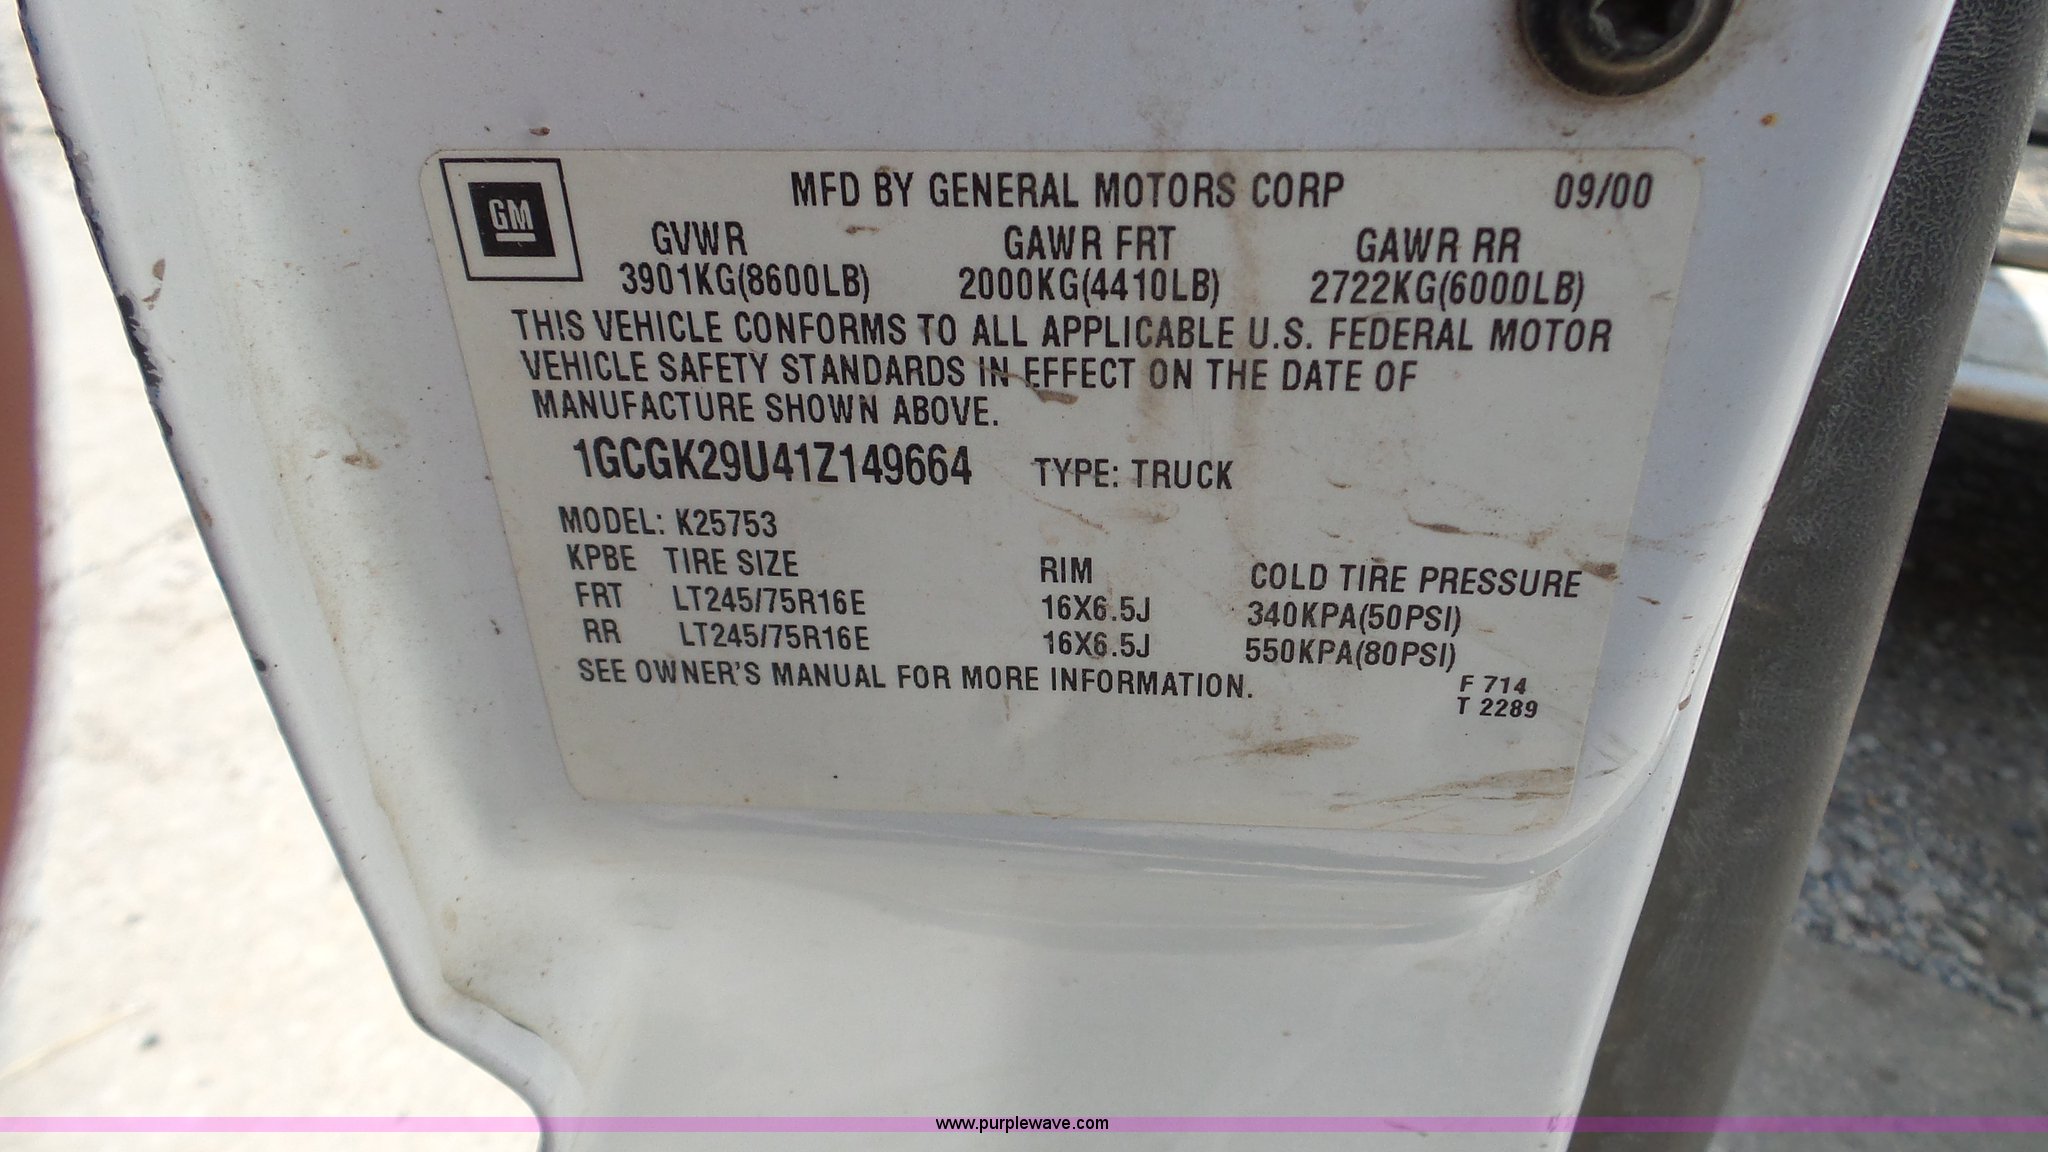 GM
MFD BY GENERAL MOTORS CORP 09/00
GVWR GAWR FRT GAWR RR
3901KG(8600LB) 2000KG(4410LB) 2722KG(6000LB)
THIS VEHICLE CONFORMS TO ALL APPLICABLE U.S. FEDERAL MOTOR
VEHICLE SAFETY STANDARDS IN EFFECT ON THE DATE OF
MANUFACTURE SHOWN ABOVE.
1GCGK29U41Z149664 TYPE: TRUCK
MODEL: K25753
KPBE TIRE SIZE RIM COLD TIRE PRESSURE
FRT LT245/75R16E 16X6.5J 340KPA(50PSI)
RR LT245/75R16E 16X6.5J 550KPA(80PSI)
SEE OWNER'S MANUAL FOR MORE INFORMATION.
F 714
T 2289
www.purplewave.com